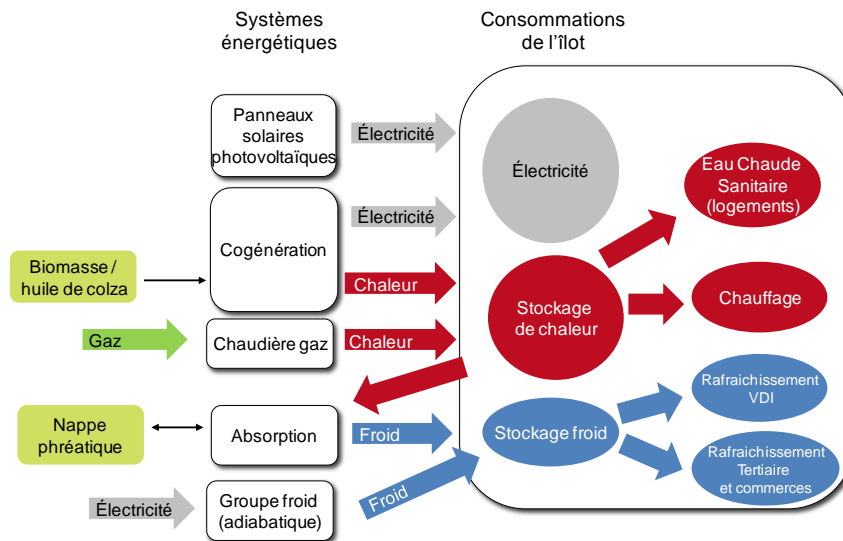 Systèmes
énergétiques
Consommations
de l'îlot
Panneaux
solaires
photovoltaïques
Électricité
Électricité
Eau Chaude
Sanitaire
(logements)
Cogénération
Électricité
Biomasse /
huile de colza
Chaleur
Stockage
de chaleur
Chauffage
Gaz
Chaudière gaz
Chaleur
Rafraichissement
VDI
Nappe
phréatique
Absorption
Froid
Stockage froid
Rafraichissement
Tertiaire
et commerces
Électricité
Groupe froid
(adiabatique)
Froid